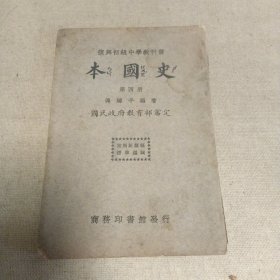 復興初級中學教科書
本國史
第四册
傅緯平編著
國民政府教育部審定
商務印書館發行